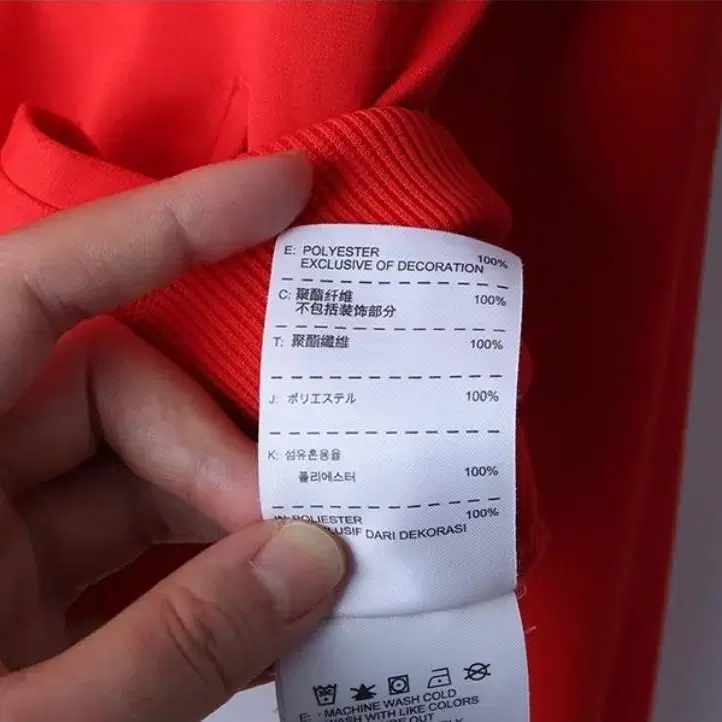 E: POLYESTER 100%
EXCLUSIVE OF DECORATION
C: 聚酯纤维 100%
不包括装饰部分
T: 聚酯纖維 100%
J: ポリエステル 100%
K: 섬유혼용율
폴리에스터 100%
POLIESTER 100%
DARI DEKORASI
E: MACHINE WASH COLD
WASH WITH LIKE COLORS